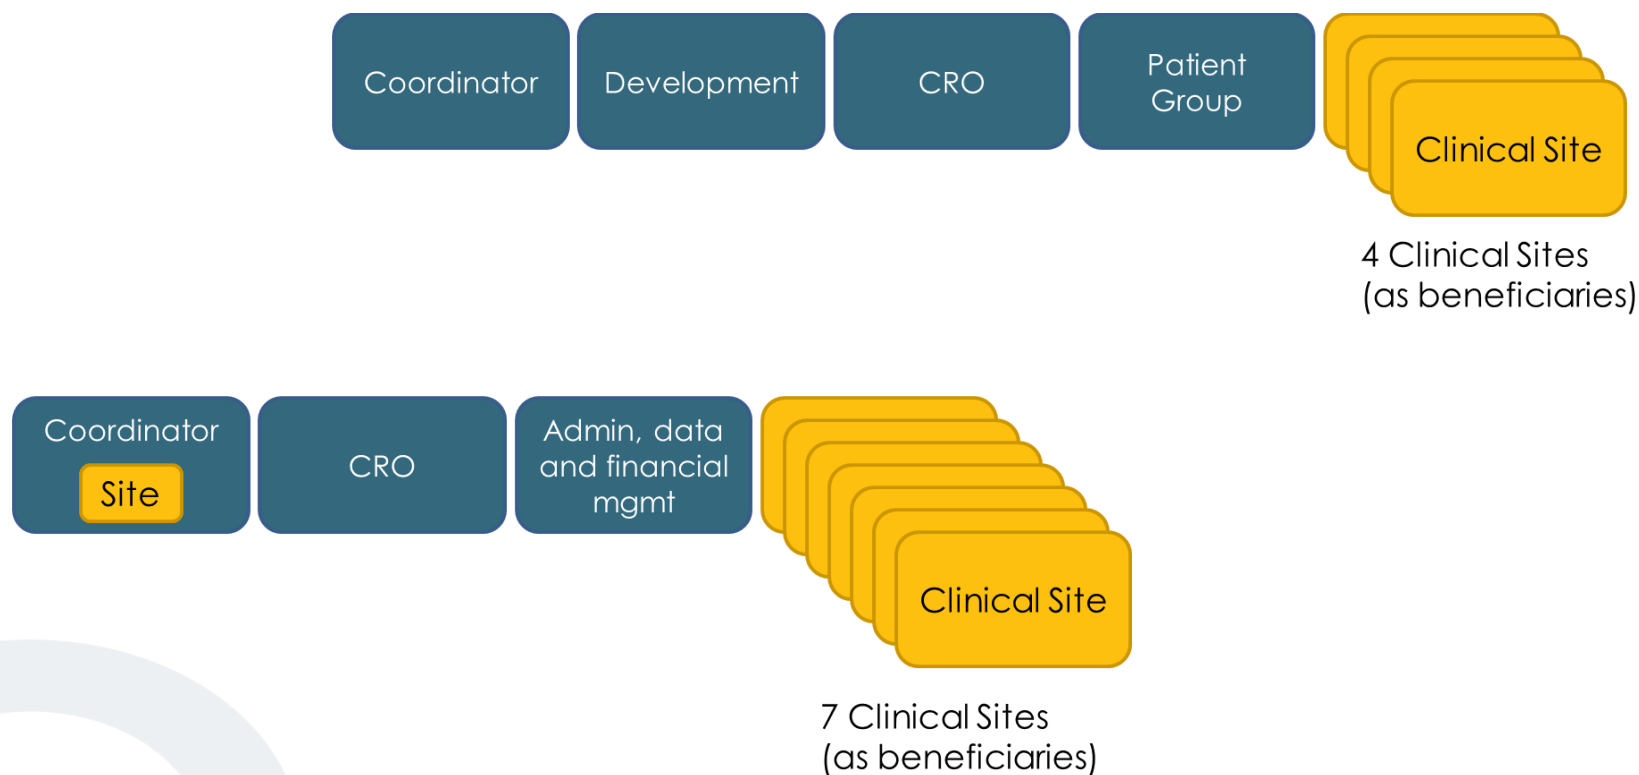 Coordinator
Development
CRO
Patient
Group
Clinical Site
4 Clinical Sites
(as beneficiaries)
Coordinator
Site
CRO
Admin, data
and financial
mgmt
Clinical Site
7 Clinical Sites
(as beneficiaries)